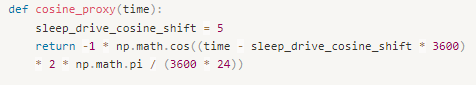 def cosine_proxy(time):
    sleep_drive_cosine_shift = 5
    return -1 * np.math.cos((time - sleep_drive_cosine_shift * 3600)
    * 2 * np.math.pi / (3600 * 24))